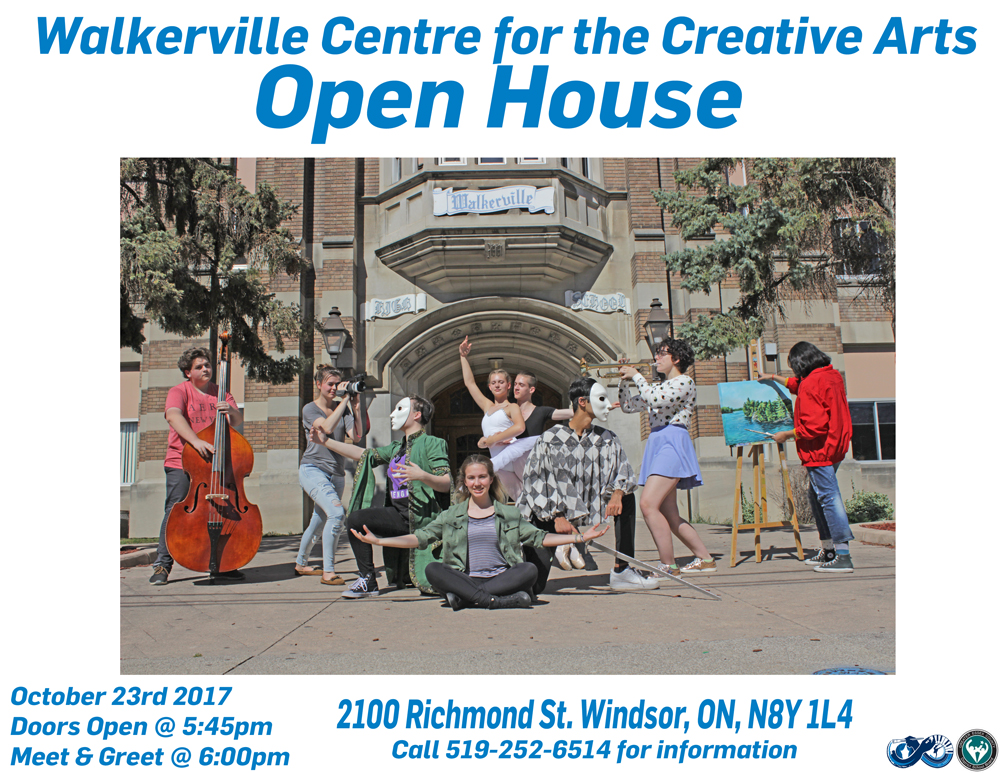 Walkerville Centre for the Creative Arts
Open House
Walkerville
HIGH
SCHOOL
October 23rd 2017
Doors Open @ 5:45pm
Meet & Greet @ 6:00pm
2100 Richmond St. Windsor, ON, N8Y 1L4
Call 519-252-6514 for information